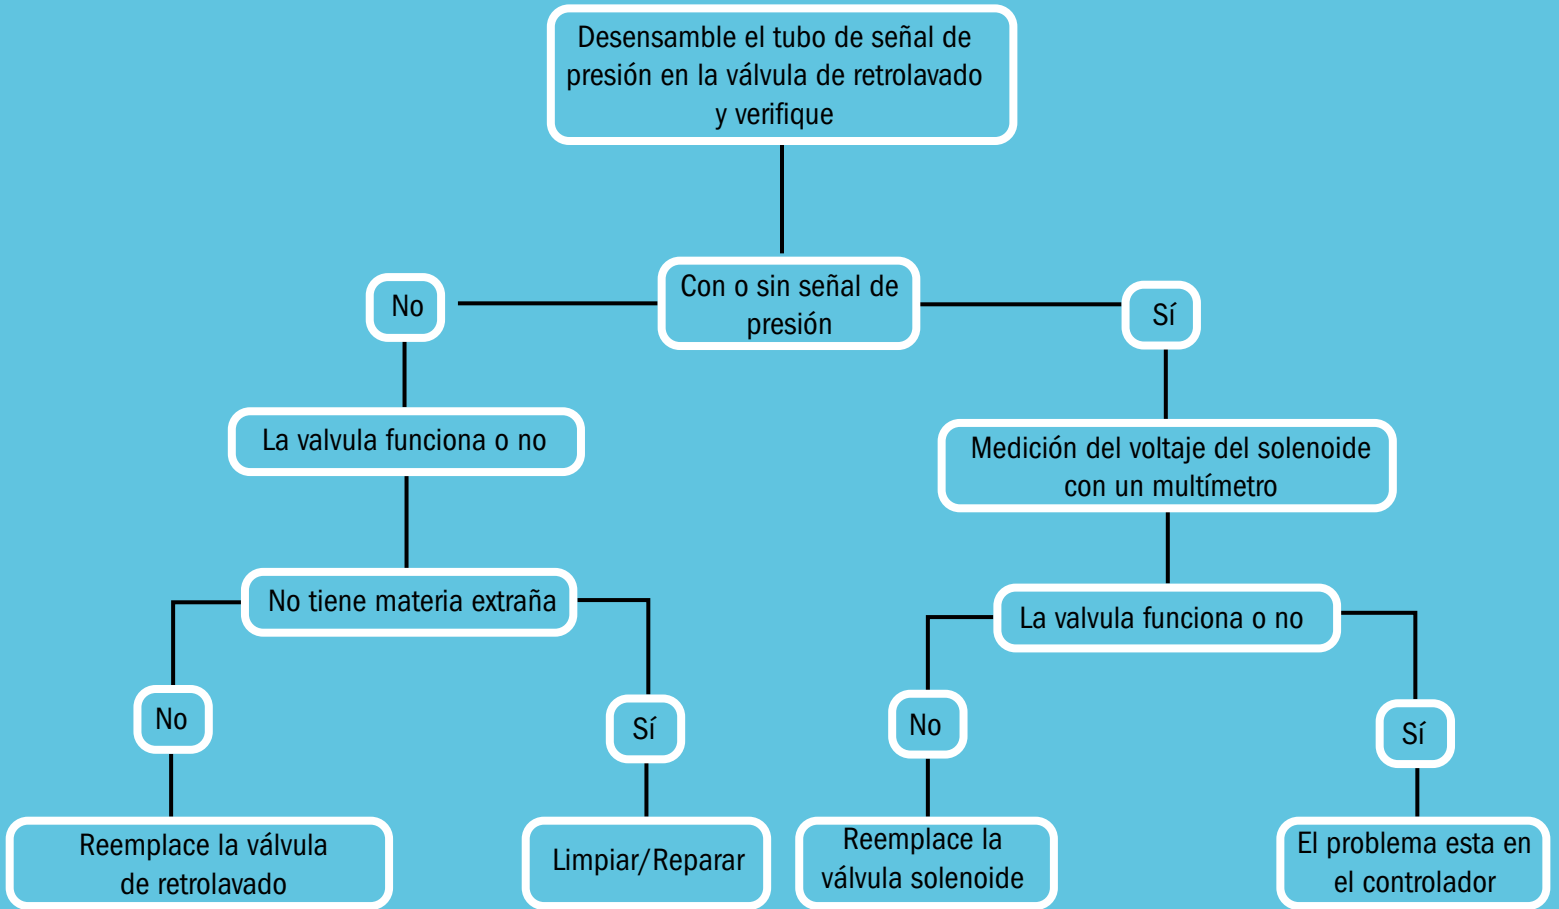 Desensamble el tubo de señal de
presión en la válvula de retrolavado
y verifique
Con o sin señal de
presión
No
Sí
La valvula funciona o no
Medición del voltaje del solenoide
con un multímetro
No tiene materia extraña
La valvula funciona o no
No
Sí
No
Sí
Reemplace la válvula
de retrolavado
Limpiar/Reparar
Reemplace la
válvula solenoide
El problema esta en
el controlador